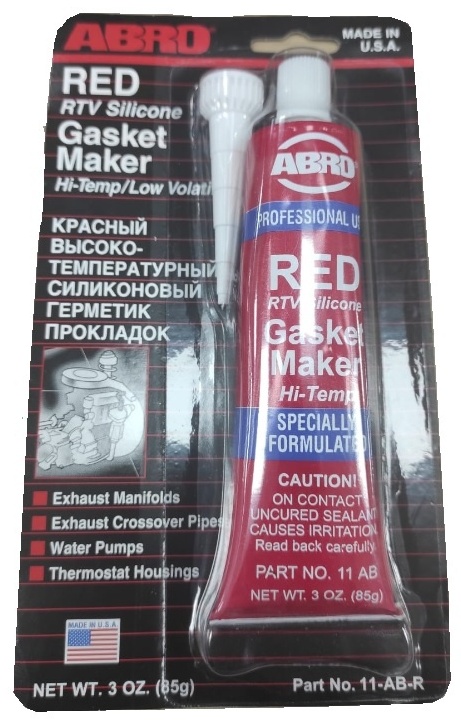 ABRO
MADE IN
U.S.A.
RED
RTV Silicone
Gasket
Maker
Hi-Temp/Low
КРАСНЫЙ
ВЫСОКО-
ТЕМПЕРАТУРНЫЙ
СИЛИКОНОВЫЙ
ГЕРМЕТИК
ПРОКЛАДОК
Exhaust Manifolds
Exhaust Crossover Pipes
Water Pumps
Thermostat Housings
MADE IN U.S.A
NET WT. 3 OZ. (85g)
Part No. 11-AB-R
ABRO
PROFESSIONAL
RED
RTV Silicone
Gasket
Maker
Hi-Temp
SPECIALLY
FORMULATED
CAUTION!
ON CONTACT
UNCURED SEALANT
CAUSES IRRITATION
Read back carefully
PART NO. 11 AB
NET WT. 3 OZ. (85g)